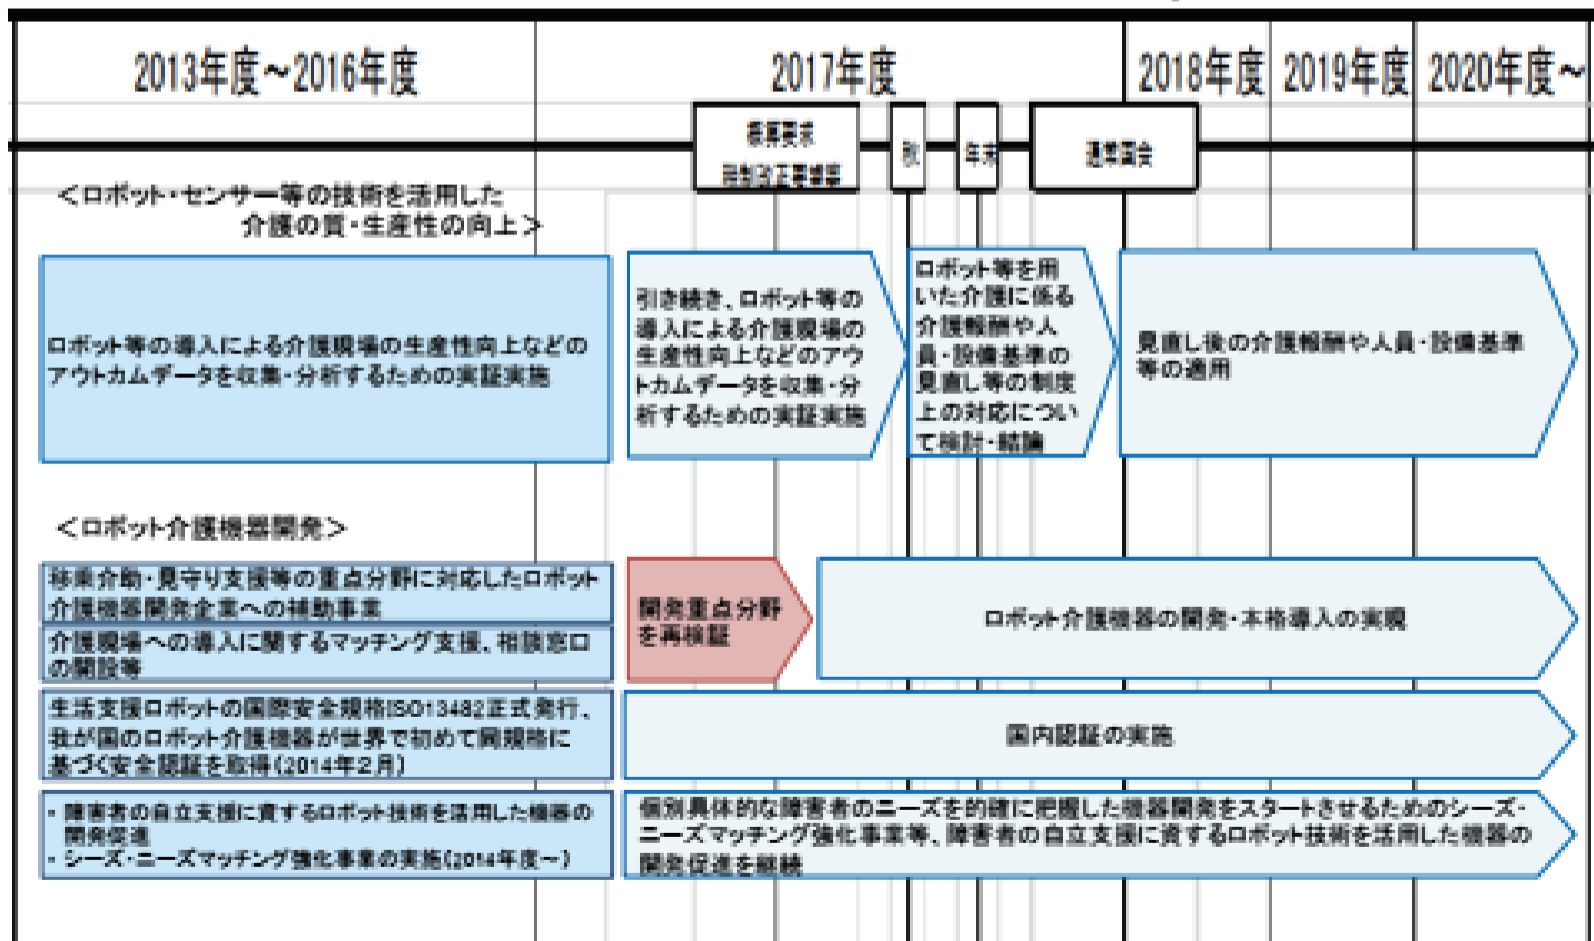 2013年度～2016年度
2017年度
2018年度
2019年度
2020年度～
概算要求
税制改正要望等
秋
年末
通常国会
＜ロボット・センサー等の技術を活用した
介護の質・生産性の向上＞
ロボット等の導入による介護現場の生産性向上などの
アウトカムデータを収集・分析するための実証実施
引き続き、ロボット等の
導入による介護現場の
生産性向上などのアウ
トカムデータを収集・分
析するための実証実施
ロボット等を用
いた介護に係る
介護報酬や人
員・設備基準の
見直し等の制度
上の対応につい
て検討・結論
見直し後の介護報酬や人員・設備基準
等の適用
＜ロボット介護機器開発＞
移乗介助・見守り支援等の重点分野に対応したロボット
介護機器開発企業への補助事業
介護現場への導入に関するマッチング支援、相談窓口
の開設等
開発重点分野
を再検証
ロボット介護機器の開発・本格導入の実現
生活支援ロボットの国際安全規格ISO13482正式発行、
我が国のロボット介護機器が世界で初めて同規格に
基づく安全認証を取得(2014年2月)
国内認証の実施
・障害者の自立支援に資するロボット技術を活用した機器の
開発促進
・シーズ・ニーズマッチング強化事業の実施(2014年度～)
個別具体的な障害者のニーズを的確に把握した機器開発をスタートさせるためのシーズ・
ニーズマッチング強化事業等、障害者の自立支援に資するロボット技術を活用した機器の
開発促進を継続